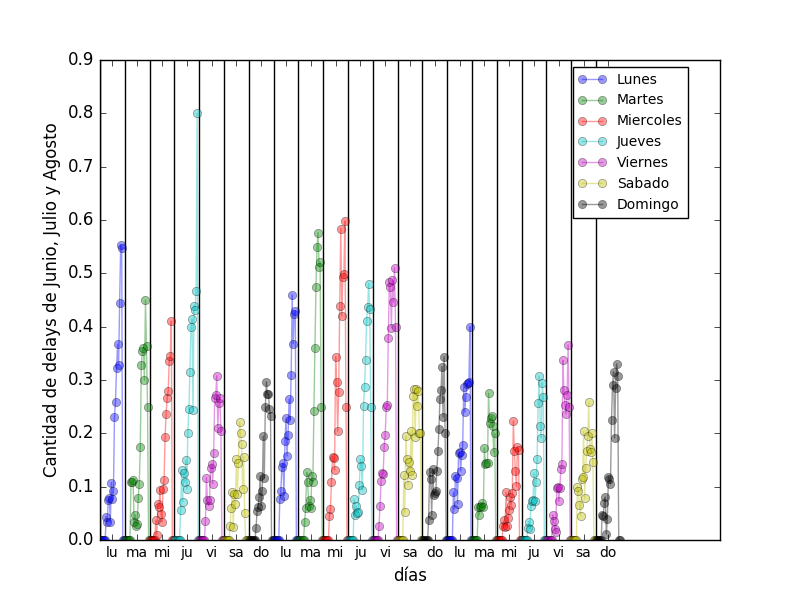 Cantidad de delays de Junio, Julio y Agosto
0.9
0.8
0.7
0.6
0.5
0.4
0.3
0.2
0.1
0.0
Lunes
Martes
Miercoles
Jueves
Viernes
Sabado
Domingo
lu ma mi ju vi sa do lu ma mi ju vi sa do lu ma mi ju vi sa do
días